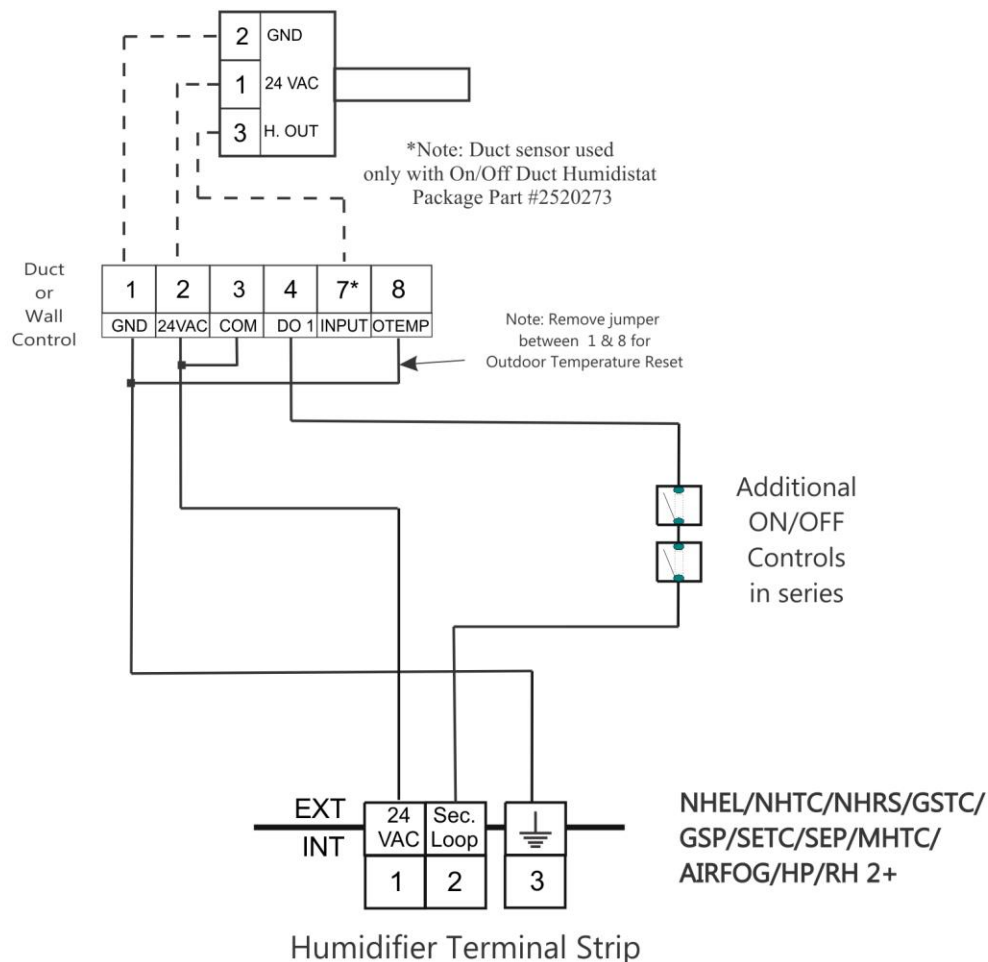 2 GND
1 24 VAC
3 H. OUT
*Note: Duct sensor used
only with On/Off Duct Humidistat
Package Part #2520273
Duct
or
Wall
Control
1 2 3 4 7* 8
GND 24VAC COM DO 1 INPUT OTEMP
Note: Remove jumper
between 1 & 8 for
Outdoor Temperature Reset
Additional
ON/OFF
Controls
in series
EXT
INT
24
VAC
Sec.
Loop
1 2 3
NHEL/NHTC/NHRS/GSTC/
GSP/SETC/SEP/MHTC/
AIRFOG/HP/RH 2+
Humidifier Terminal Strip